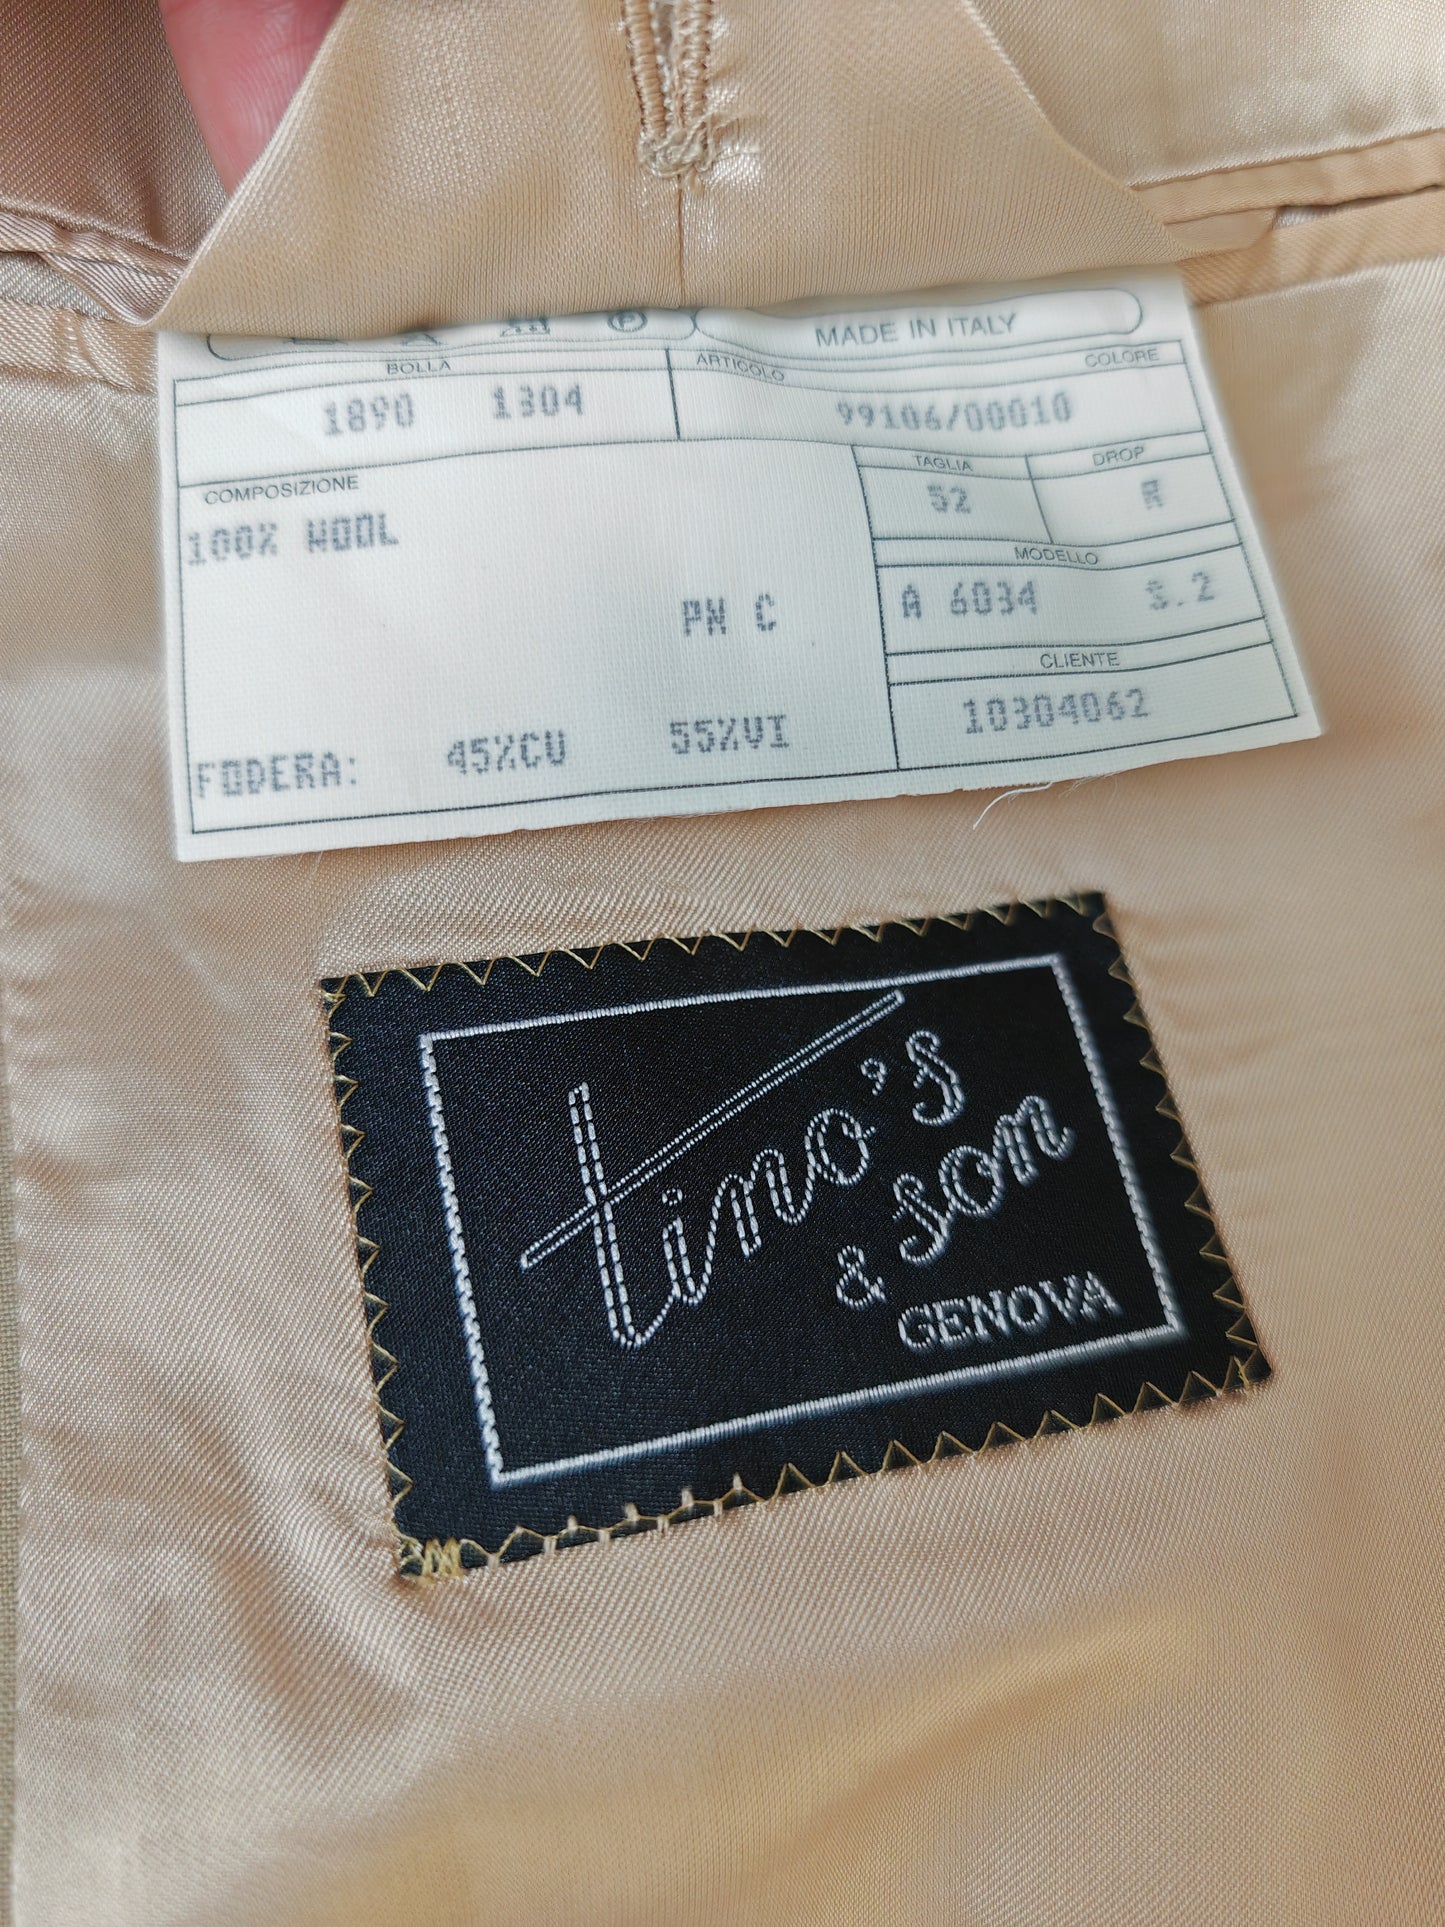 MADE IN ITALY
BOLLA ARTICOLO COLORE
1890 1304 99106/00010
COMPOSIZIONE TAGLIA DROP
100% WOOL 52 R
MODELLO
PN C A 6034 S.2
CLIENTE
FODERA: 45%CU 55%VI 10304062
tino's
& son
GENOVA